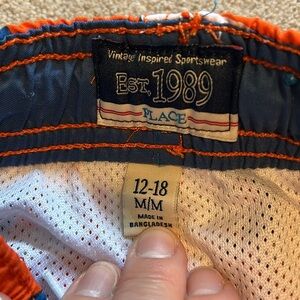 Vintage Inspired Sportswear
EST. 1989
PLACE
12-18
M/M
MADE IN
BANGLADESH